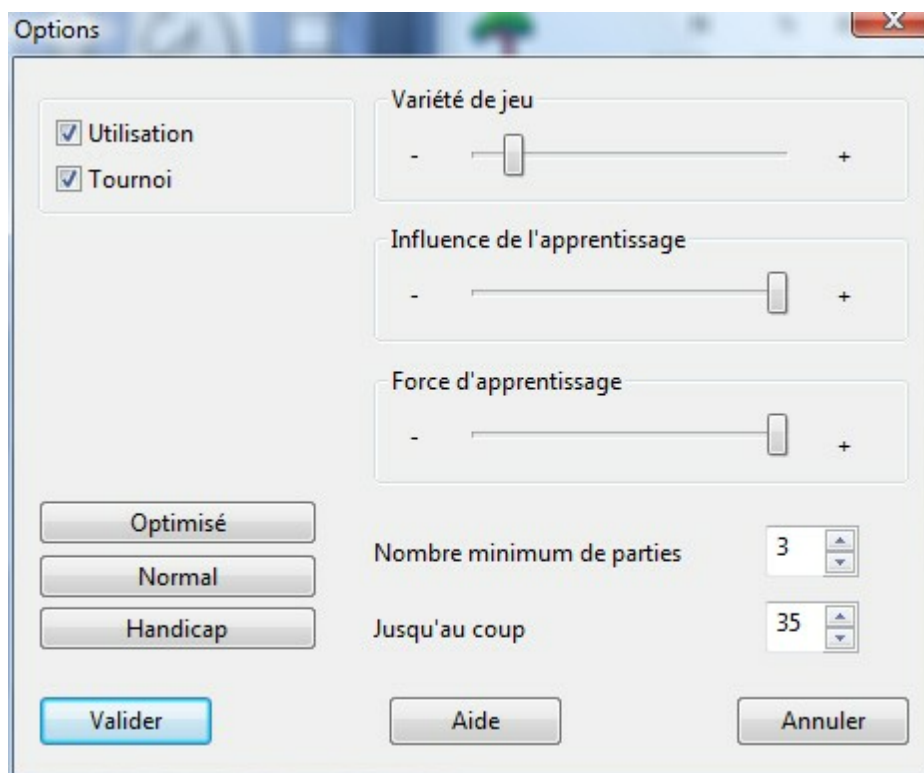 Options
Utilisation
Tournoi
Variété de jeu
- +
Influence de l'apprentissage
- +
Force d'apprentissage
- +
Optimisé
Normal
Handicap
Nombre minimum de parties 3
Jusqu'au coup 35
Valider Aide Annuler